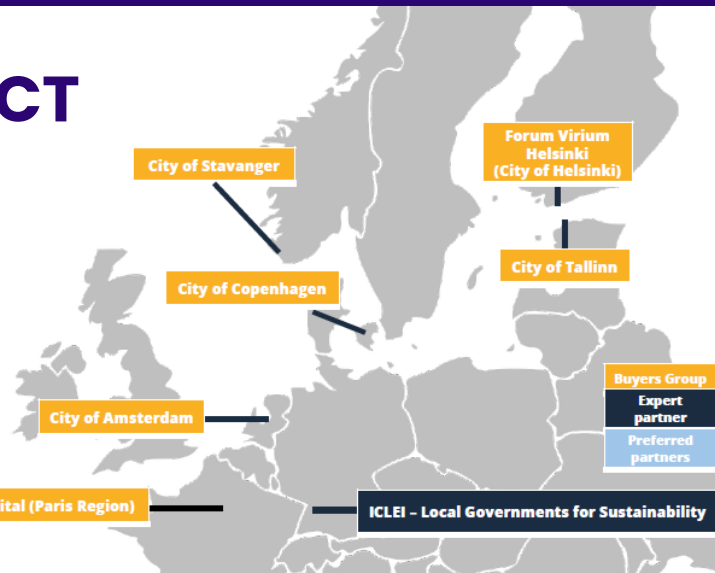 CT
Forum Virium
Helsinki
(City of Helsinki)
City of Stavanger
City of Tallinn
City of Copenhagen
Buyers Group
Expert
partner
City of Amsterdam
Preferred
partners
ital (Paris Region)
ICLEI – Local Governments for Sustainability